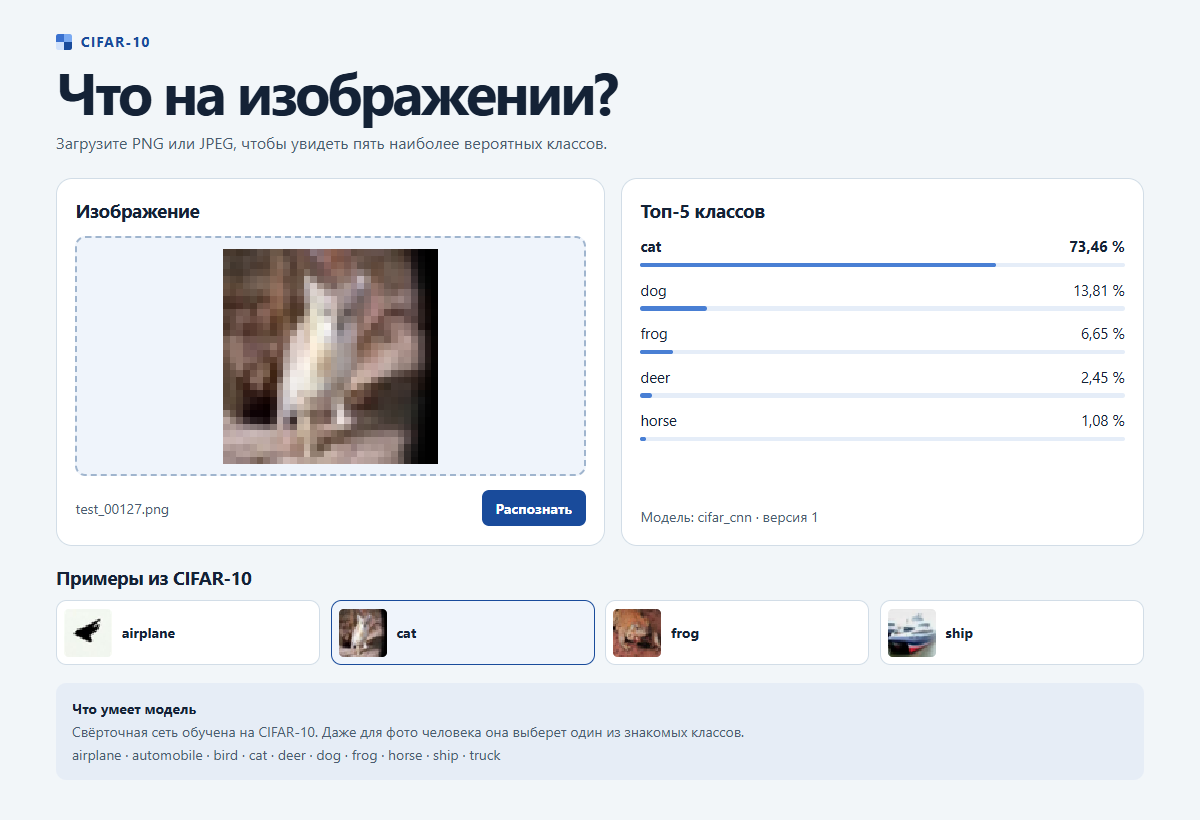 CIFAR-10
Что на изображении?
Загрузите PNG или JPEG, чтобы увидеть пять наиболее вероятных классов.
Изображение
test_00127.png
Распознать
Топ-5 классов
cat 73,46 %
dog 13,81 %
frog 6,65 %
deer 2,45 %
horse 1,08 %
Модель: cifar_cnn · версия 1
Примеры из CIFAR-10
airplane
cat
frog
ship
Что умеет модель
Свёрточная сеть обучена на CIFAR-10. Даже для фото человека она выберет один из знакомых классов.
airplane · automobile · bird · cat · deer · dog · frog · horse · ship · truck